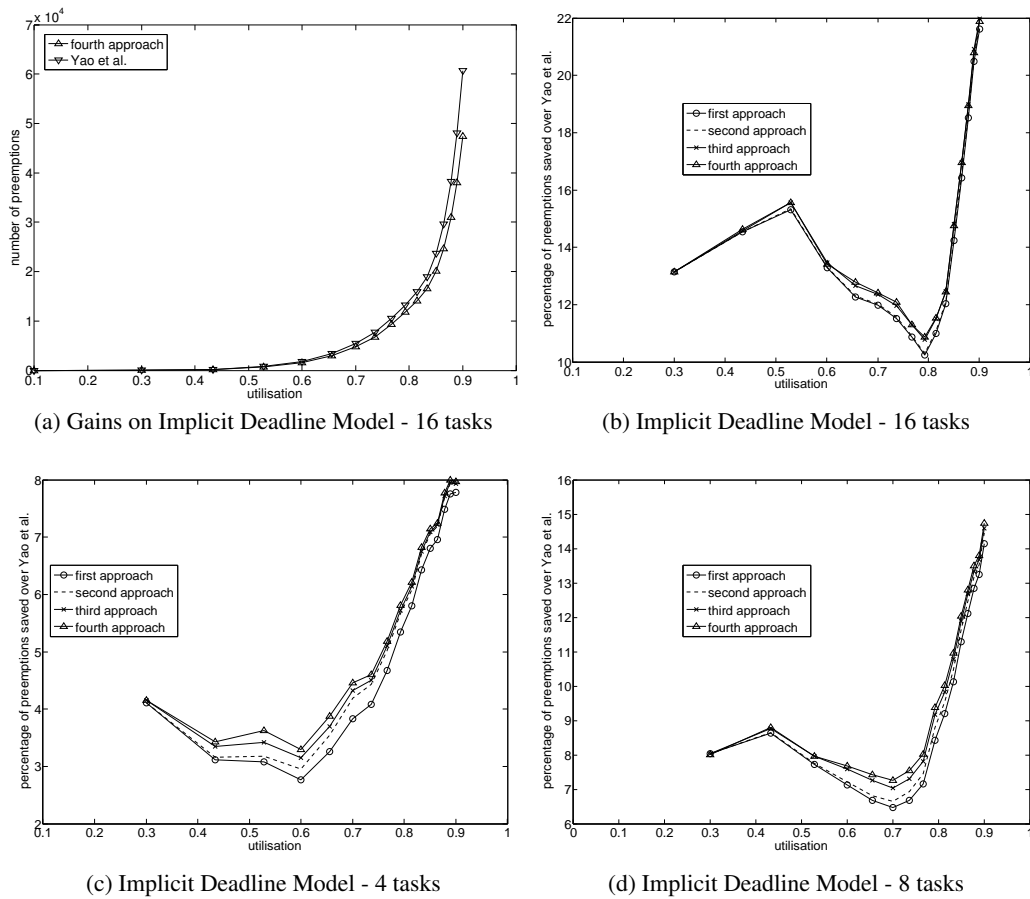 7 x 10^4
6
5
4
3
2
1
0
number of preemptions
fourth approach
Yao et al.
0.1 0.2 0.3 0.4 0.5 0.6 0.7 0.8 0.9 1
utilisation
(a) Gains on Implicit Deadline Model - 16 tasks
22
20
18
16
14
12
10
percentage of preemptions saved over Yao et al.
first approach
second approach
third approach
fourth approach
0.1 0.2 0.3 0.4 0.5 0.6 0.7 0.8 0.9 1
utilisation
(b) Implicit Deadline Model - 16 tasks
8
7
6
5
4
3
2
percentage of preemptions saved over Yao et al.
first approach
second approach
third approach
fourth approach
0.1 0.2 0.3 0.4 0.5 0.6 0.7 0.8 0.9 1
utilisation
(c) Implicit Deadline Model - 4 tasks
16
15
14
13
12
11
10
9
8
7
6
5
percentage of preemptions saved over Yao et al.
first approach
second approach
third approach
fourth approach
0 0.1 0.2 0.3 0.4 0.5 0.6 0.7 0.8 0.9 1
utilisation
(d) Implicit Deadline Model - 8 tasks